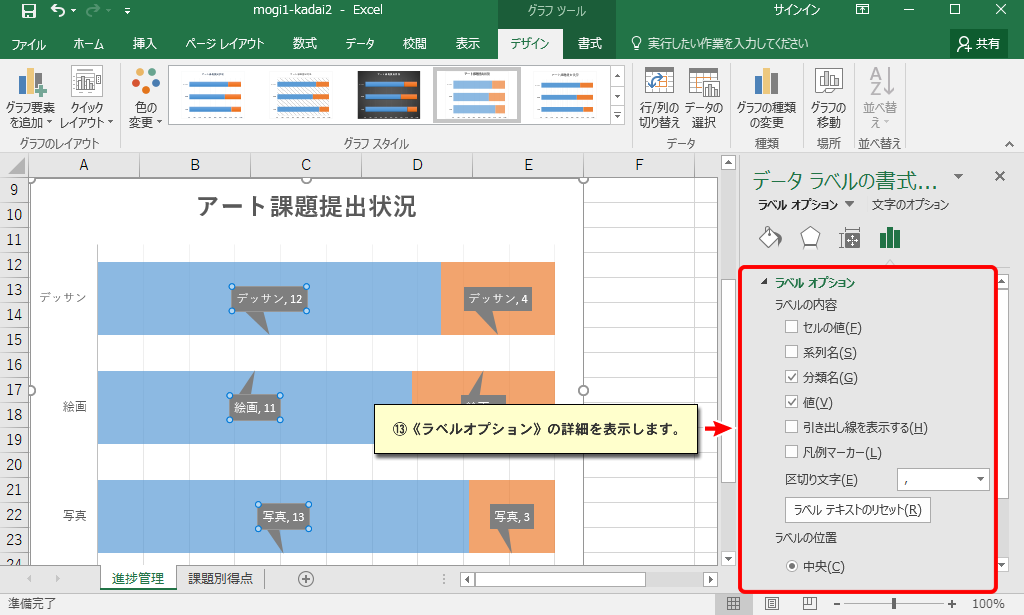 mogi1-kadai2 - Excel
グラフ ツール
サインイン
ファイル
ホーム
挿入
ページ レイアウト
数式
データ
校閲
表示
デザイン
書式
実行したい作業を入力してください
共有
グラフ要素
を追加
クイック
レイアウト
色の
変更
行/列の
切り替え
データの
選択
グラフの種類
の変更
グラフの
移動
並べ替
え
グラフのレイアウト
グラフ スタイル
データ
種類
場所
並べ替え
A B C D E F
9
10
11
12
13
14
15
16
17
18
19
20
21
22
23
24
アート課題提出状況
デッサン
デッサン, 12
デッサン, 4
絵画
絵画, 11
写真
写真, 13
写真, 3
⑬《ラベルオプション》の詳細を表示します。
データ ラベルの書式...
ラベル オプション
文字のオプション
ラベル オプション
ラベルの内容
セルの値(F)
系列名(S)
分類名(G)
値(V)
引き出し線を表示する(H)
凡例マーカー(L)
区切り文字(E)
,
ラベル テキストのリセット(R)
ラベルの位置
中央(C)
進捗管理
課題別得点
準備完了
100%